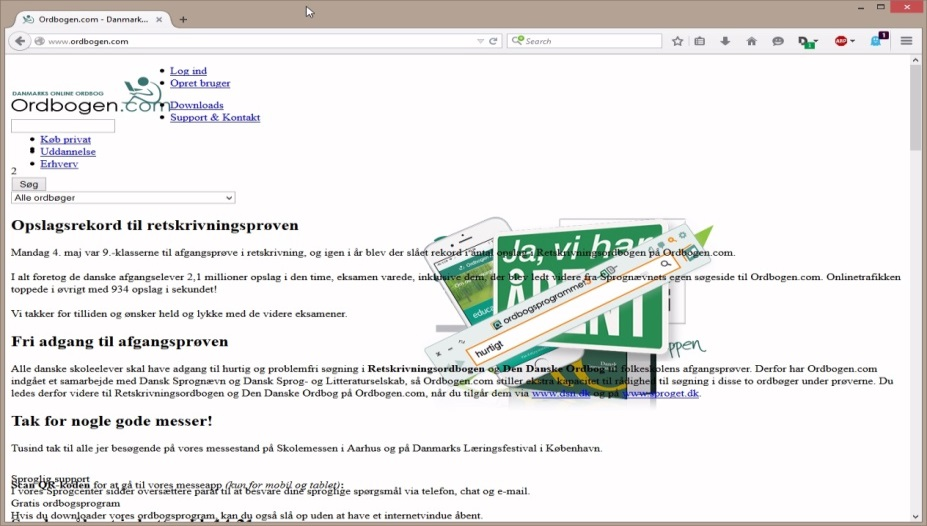 Ordbogen.com - Danmark...
www.ordbogen.com
Search
ABP
1
1
DANMARKS ONLINE ORDBOG
Ordbogen.com
Log ind
Opret bruger
Downloads
Support & Kontakt
Køb privat
Uddannelse
Erhverv
2
Søg
Alle ordbøger
Opslagsrekord til retskrivningsprøven
Mandag 4. maj var 9.-klasserne til afgangsprøve i retskrivning, og igen i år blev der slået rekord i antal opslag i Retskrivningsordbogen på Ordbogen.com.
I alt foretog de danske afgangselever 2,1 millioner opslag i den time, eksamen varede, inklusive dem, der blev ledt videre fra Sprognævnets egen søgeside til Ordbogen.com. Onlinetrafikken
toppede i øvrigt med 934 opslag i sekundet!
Vi takker for tilliden og ønsker held og lykke med de videre eksamener.
Ja, vi har
ÅBENT
ordbogsprogrammet
hurtigt
ppen
Fri adgang til afgangsprøven
Alle danske skoleelever skal have adgang til hurtig og problemfri søgning i Retskrivningsordbogen og Den Danske Ordbog til folkeskolens afgangsprøver. Derfor har Ordbogen.com
indgået et samarbejde med Dansk Sprognævn og Dansk Sprog- og Litteraturselskab, så Ordbogen.com stiller ekstra kapacitet til rådighed til søgning i disse to ordbøger under prøverne. Du
ledes derfor videre til Retskrivningsordbogen og Den Danske Ordbog på Ordbogen.com, når du tilgår dem via www.dsn.dk og på www.sproget.dk.
Tak for nogle gode messer!
Tusind tak til alle jer besøgende på vores messestand på Skolemessen i Aarhus og på Danmarks Læringsfestival i København.
Sproglig support
Scan QR-koden for at gå til vores messeapp (kun for mobil og tablet):
I vores Sprogcenter sidder oversættere parat til at besvare dine sproglige spørgsmål via telefon, chat og e-mail.
Gratis ordbogsprogram
Hvis du downloader vores ordbogsprogram, kan du også slå op uden at have et internetvindue åbent.